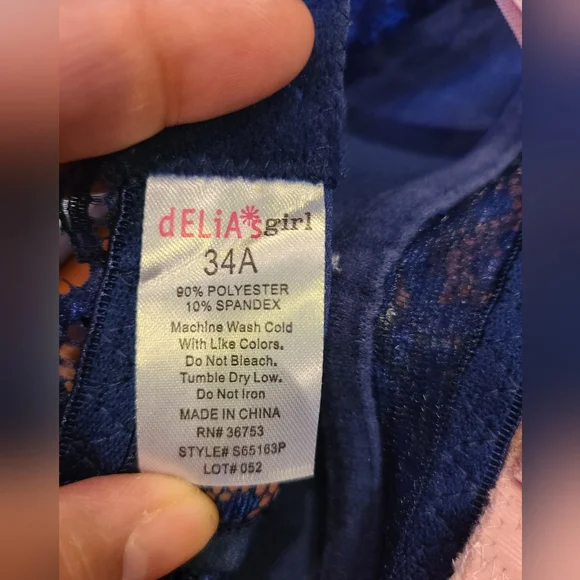 dELiA*s girl
34A
90% POLYESTER
10% SPANDEX
Machine Wash Cold
With Like Colors.
Do Not Bleach.
Tumble Dry Low.
Do Not Iron
MADE IN CHINA
RN# 36753
STYLE# S65163P
LOT# 052